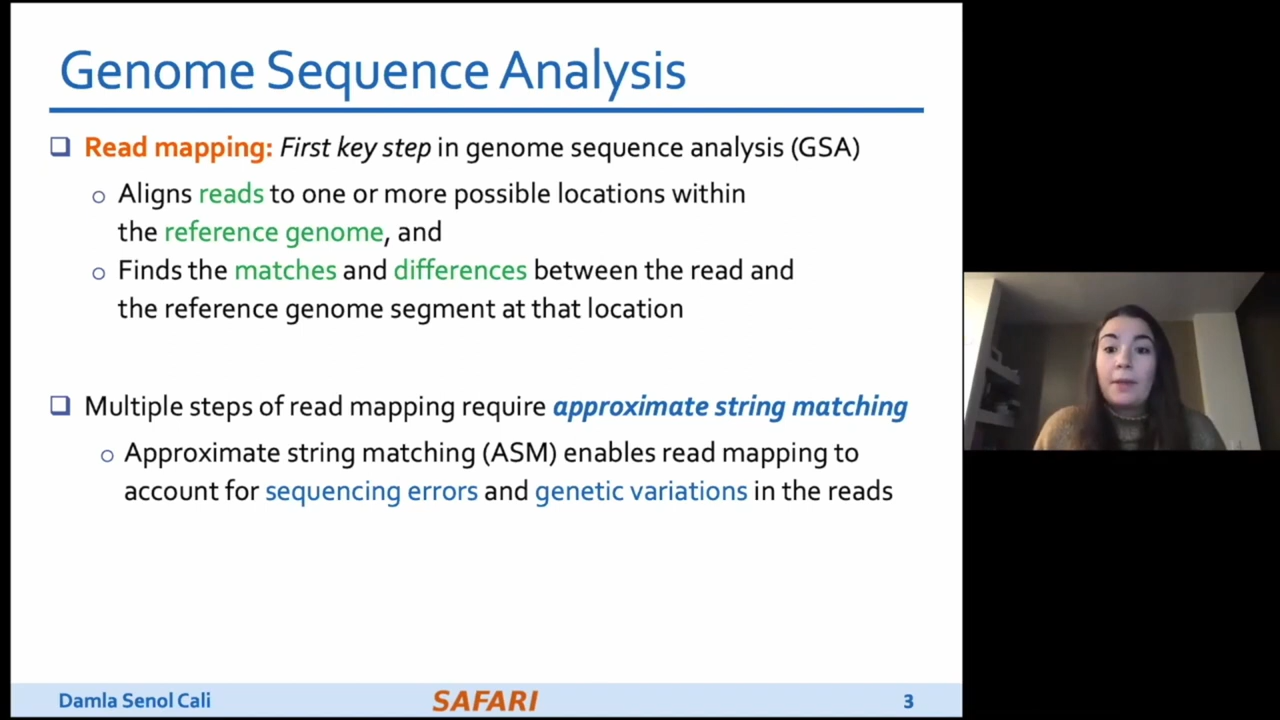 Genome Sequence Analysis
Read mapping: First key step in genome sequence analysis (GSA)
Aligns reads to one or more possible locations within
the reference genome, and
Finds the matches and differences between the read and
the reference genome segment at that location
Multiple steps of read mapping require approximate string matching
Approximate string matching (ASM) enables read mapping to
account for sequencing errors and genetic variations in the reads
Damla Senol Cali SAFARI 3